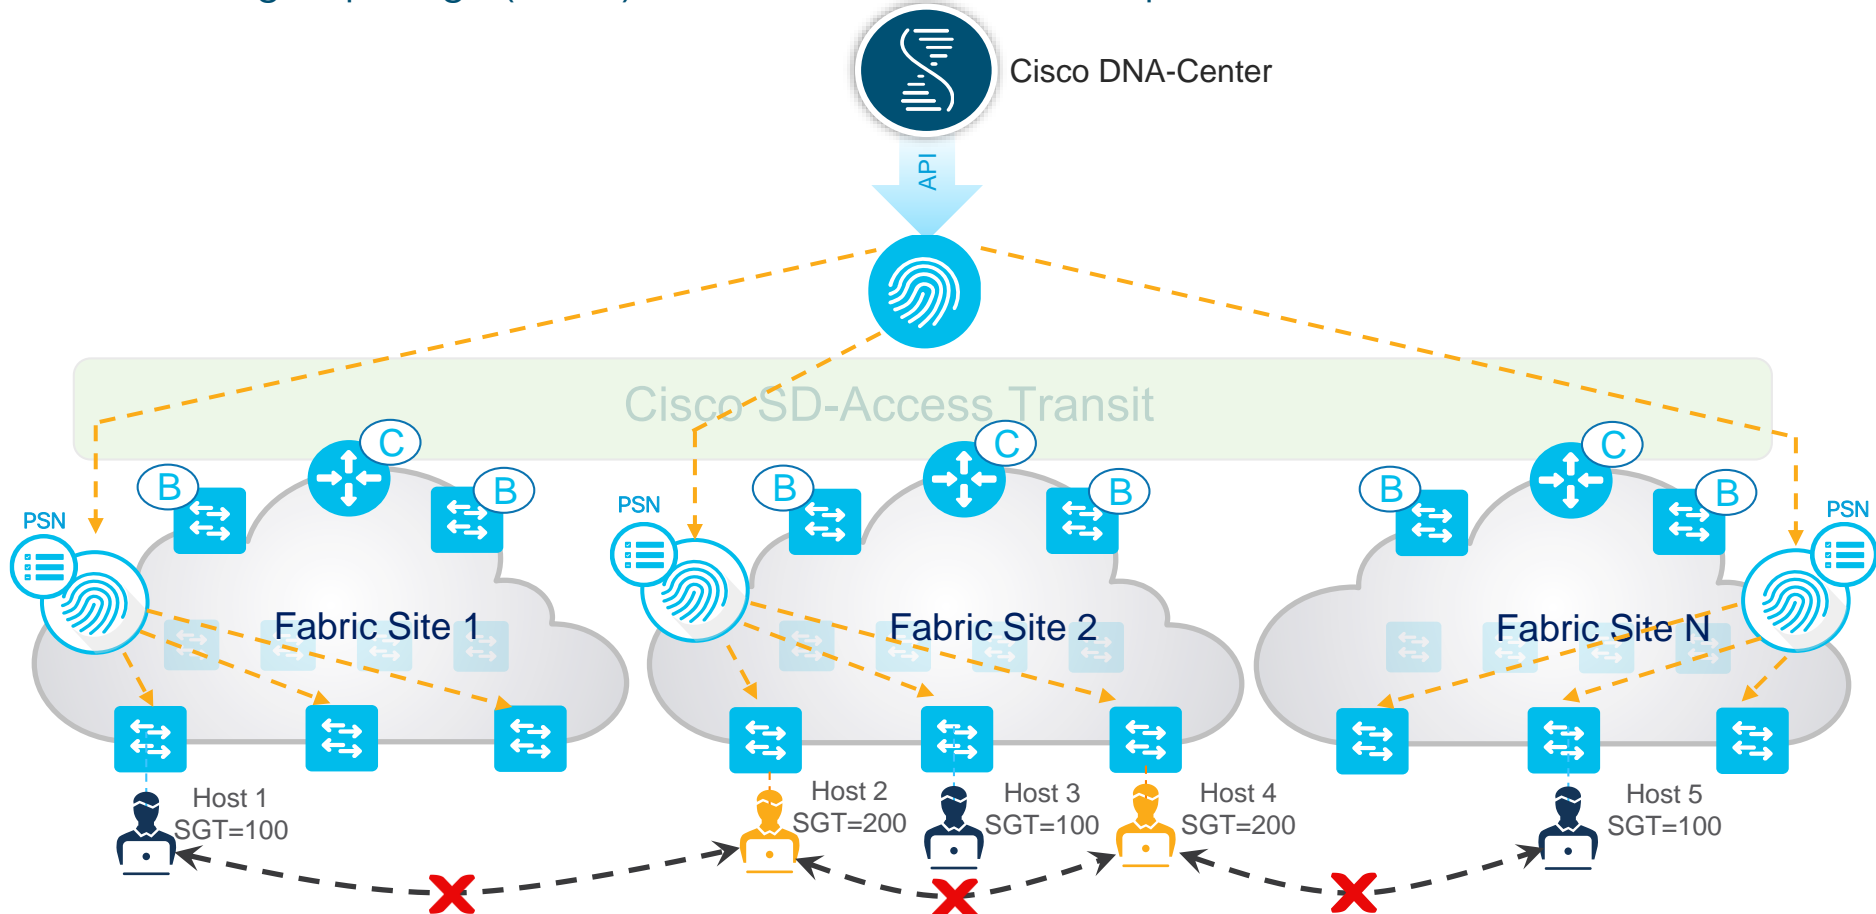 Cisco DNA-Center
API
Cisco SD-Access Transit
C
C
C
B
B
B
B
B
B
PSN
PSN
PSN
Fabric Site 1
Fabric Site 2
Fabric Site N
Host 1
SGT=100
Host 2
SGT=200
Host 3
SGT=100
Host 4
SGT=200
Host 5
SGT=100